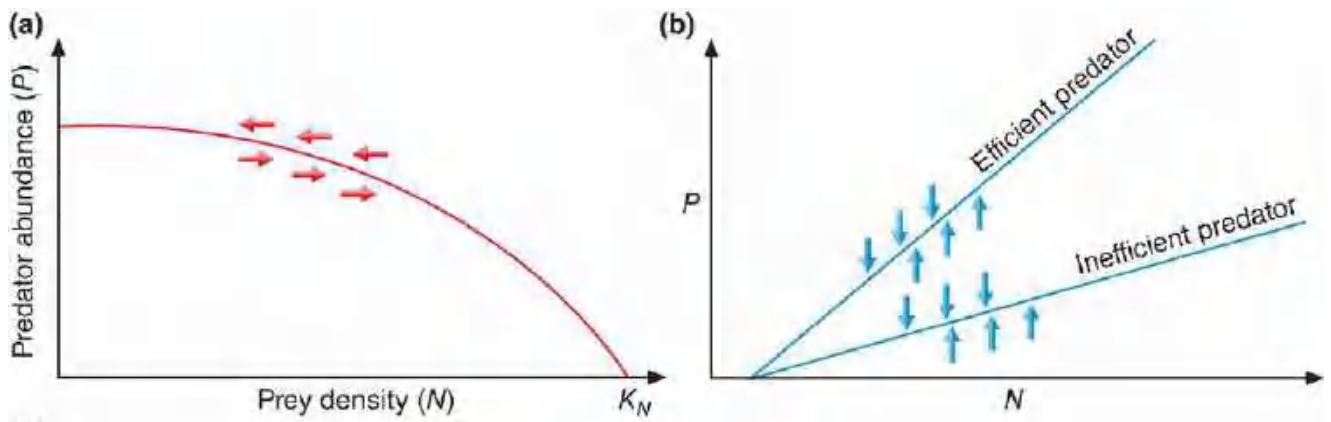 (a)
Predator abundance (P)
Prey density (N)
K_N
(b)
P
Efficient predator
Inefficient predator
N